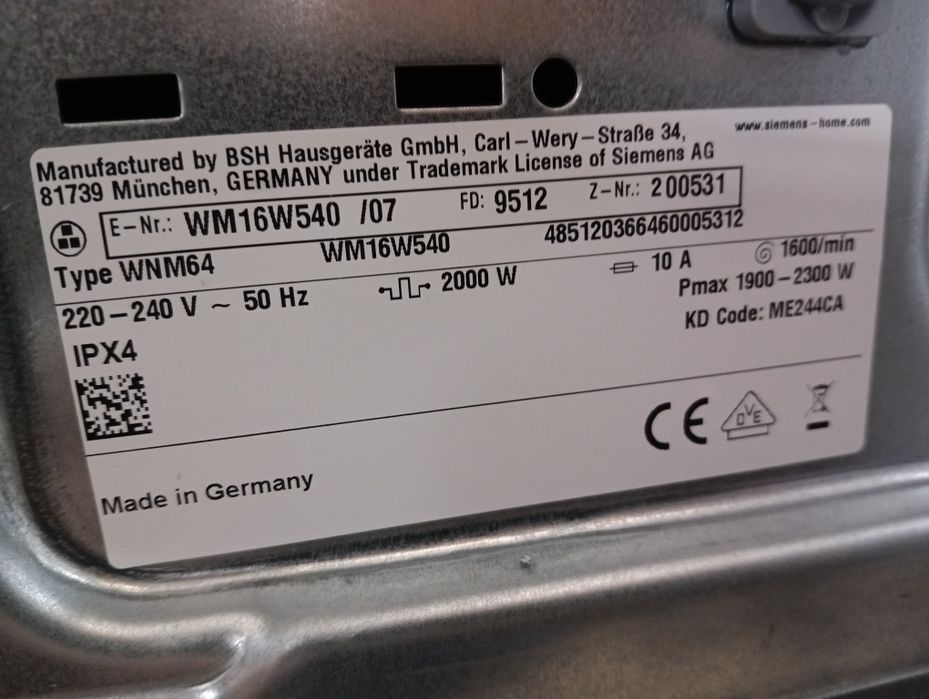 www.siemens-home.com
Manufactured by BSH Hausgeräte GmbH, Carl-Wery-Straße 34,
81739 München, GERMANY under Trademark License of Siemens AG
E-Nr.: WM16W540 /07 FD: 9512 Z-Nr.: 200531
Type WNM64 WM16W540 485120366460005312
220-240 V ~ 50 Hz 2000 W 10 A 1600/min
Pmax 1900-2300 W
IPX4 KD Code: ME244CA
CE OVE
Made in Germany